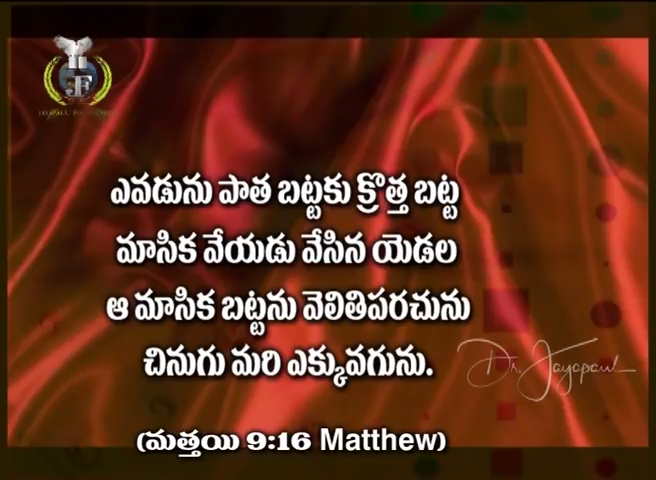 JF
ఎవడును పాత బట్టకు క్రొత్త బట్ట
మాసిక వేయడు వేసిన యెడల
ఆ మాసిక బట్టను వెలితిపరచును
చినుగు మరి ఎక్కువగును.
Dr. Jayapaul
(మత్తయి 9:16 Matthew)